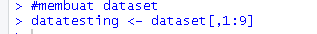 > #membuat dataset
> datatesting <- dataset[,1:9]